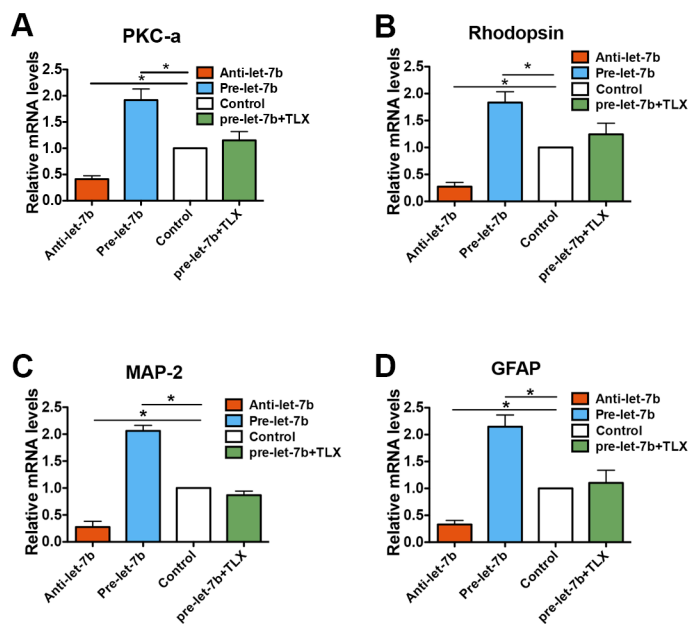 A
PKC-a
Relative mRNA levels
2.5
2.0
1.5
1.0
0.5
0.0
*
*
Anti-let-7b
Pre-let-7b
Control
pre-let-7b+TLX
Anti-let-7b
Pre-let-7b
Control
pre-let-7b+TLX
B
Rhodopsin
Relative mRNA levels
2.5
2.0
1.5
1.0
0.5
0.0
*
*
Anti-let-7b
Pre-let-7b
Control
pre-let-7b+TLX
Anti-let-7b
Pre-let-7b
Control
pre-let-7b+TLX
C
MAP-2
Relative mRNA levels
2.5
2.0
1.5
1.0
0.5
0.0
*
*
Anti-let-7b
Pre-let-7b
Control
pre-let-7b+TLX
Anti-let-7b
Pre-let-7b
Control
pre-let-7b+TLX
D
GFAP
Relative mRNA levels
2.5
2.0
1.5
1.0
0.5
0.0
*
*
Anti-let-7b
Pre-let-7b
Control
pre-let-7b+TLX
Anti-let-7b
Pre-let-7b
Control
pre-let-7b+TLX